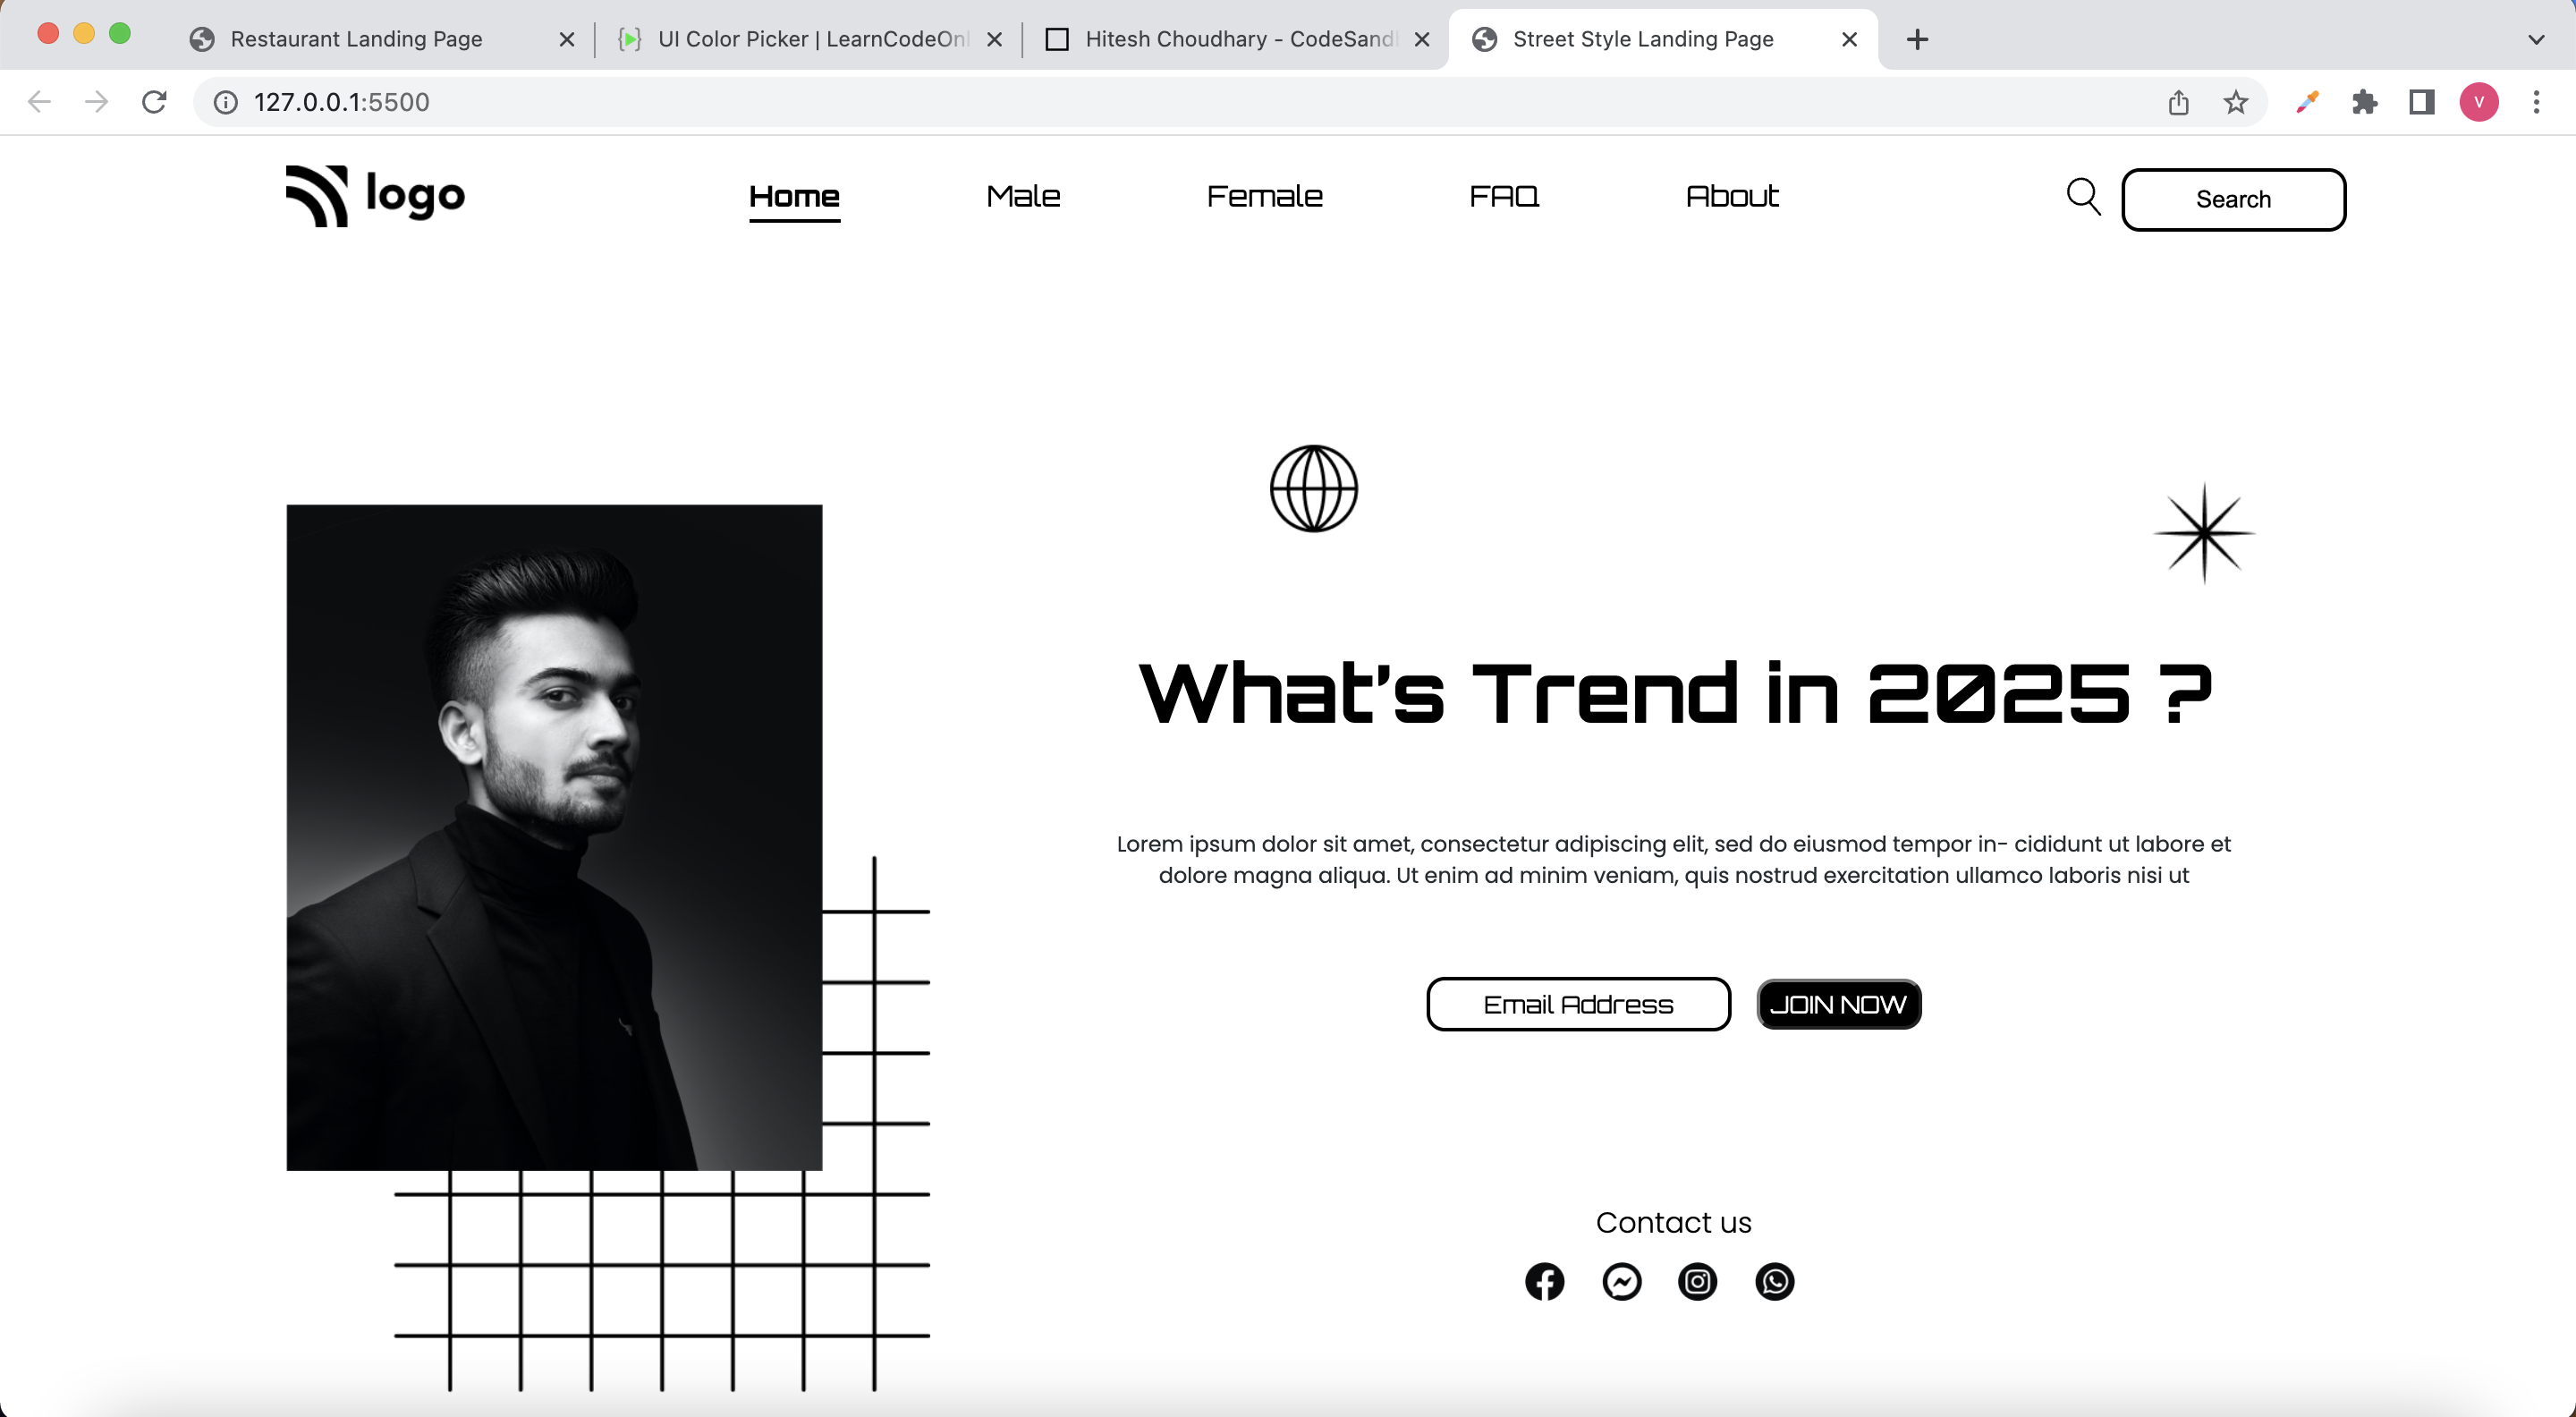 Restaurant Landing Page
UI Color Picker | LearnCodeOnl
Hitesh Choudhary - CodeSand
Street Style Landing Page
127.0.0.1:5500
V
logo
Home
Male
Female
FAQ
About
Search
What's Trend in 2025 ?
Lorem ipsum dolor sit amet, consectetur adipiscing elit, sed do eiusmod tempor in- cididunt ut labore et
dolore magna aliqua. Ut enim ad minim veniam, quis nostrud exercitation ullamco laboris nisi ut
Email Address
JOIN NOW
Contact us